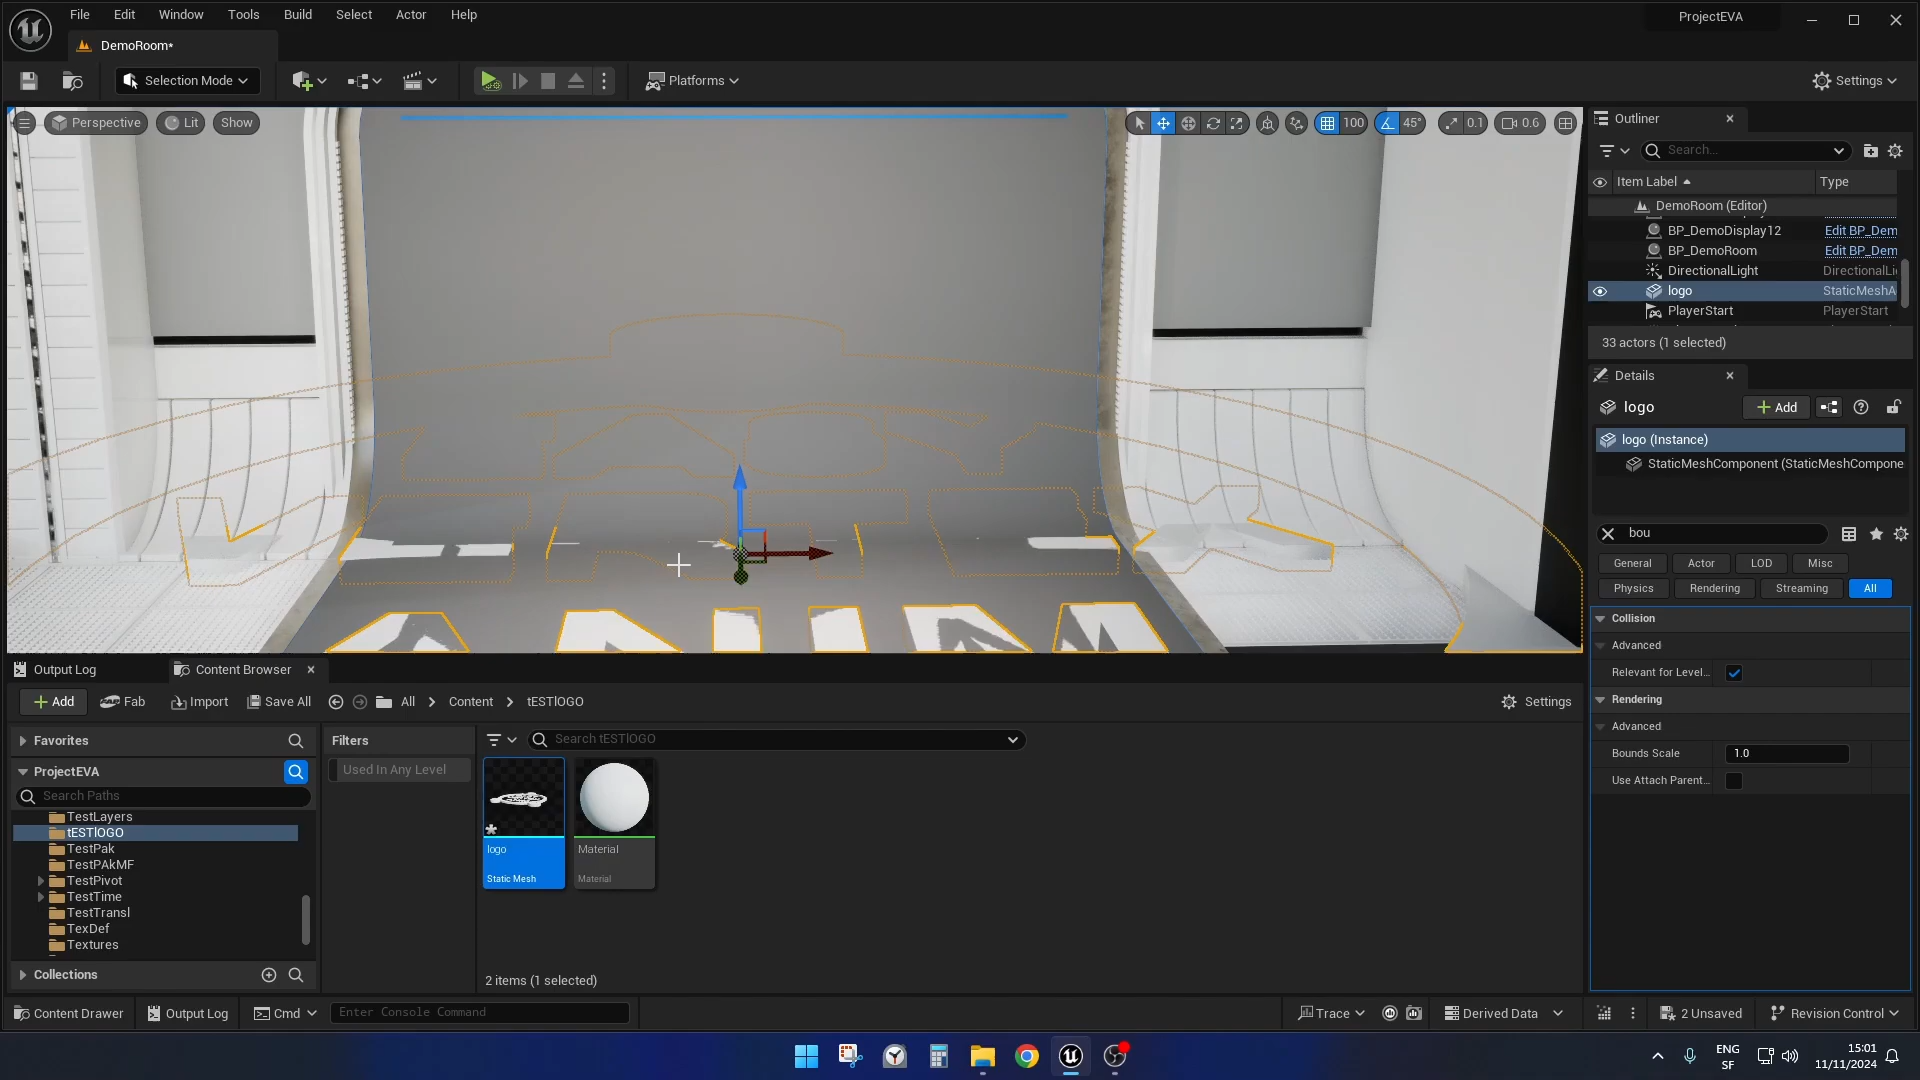 File Edit Window Tools Build Select Actor Help
ProjectEVA
DemoRoom*
Selection Mode
Platforms
Settings
Perspective
Lit
Show
100
45°
0.1
0.6
Outliner
Search...
Item Label
Type
DemoRoom (Editor)
BP_DemoDisplay12
Edit BP_Dem
BP_DemoRoom
Edit BP_Dem
DirectionalLight
DirectionalLi
logo
StaticMeshA
PlayerStart
PlayerStart
33 actors (1 selected)
Details
logo
Add
logo (Instance)
StaticMeshComponent (StaticMeshCompone
bou
General
Actor
LOD
Misc
Physics
Rendering
Streaming
All
Collision
Advanced
Relevant for Level...
Rendering
Advanced
Bounds Scale
1.0
Use Attach Parent...
Output Log
Content Browser
Add
Fab
Import
Save All
All
Content
tESTlOGO
Settings
Favorites
ProjectEVA
Search Paths
TestLayers
tESTlOGO
TestPak
TestPAkMF
TestPivot
TestTime
TestTransl
TexDef
Textures
Collections
Filters
Used In Any Level
Search tESTlOGO
logo
Static Mesh
Material
Material
2 items (1 selected)
Content Drawer
Output Log
Cmd
Enter Console Command
Trace
Derived Data
2 Unsaved
Revision Control
ENG
SF
15:01
11/11/2024